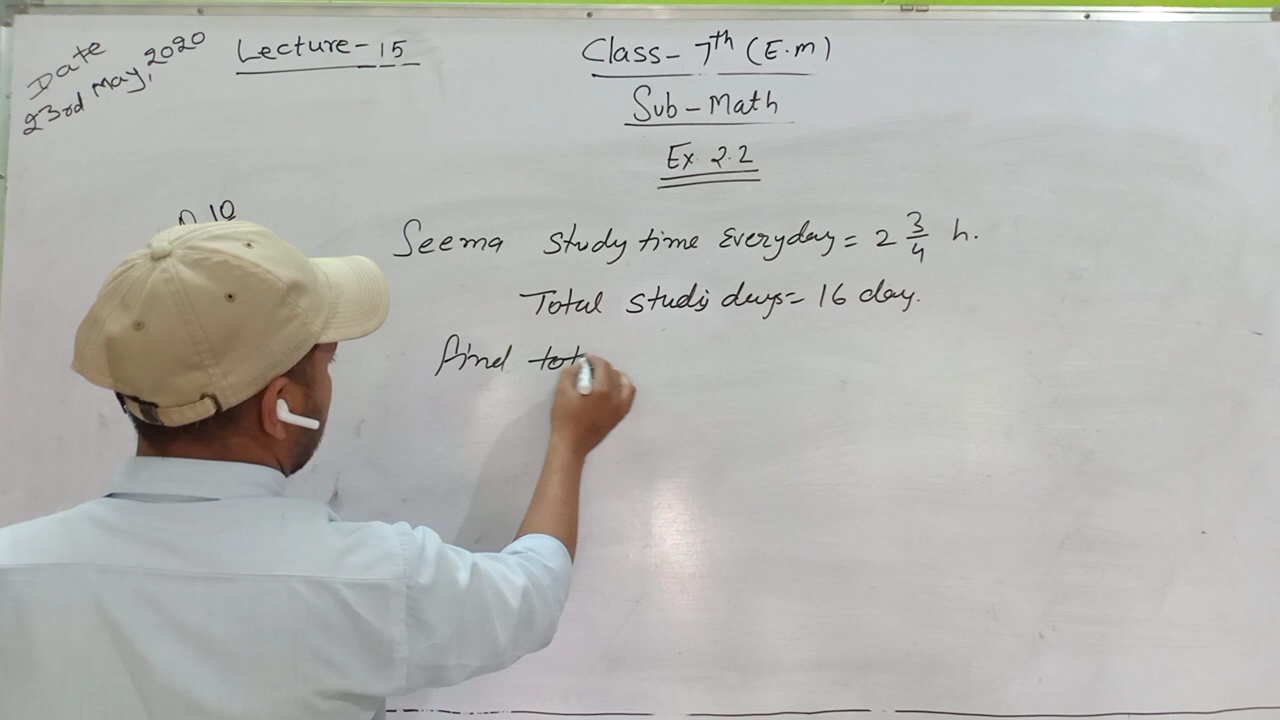 Date
23rd May, 2020
Lecture-15
Class- 7th (E.m)
Sub-Math
Ex. 2.2
Seema Study time Everyday = 2 3/4 h.
Total study days= 16 day.
find tot